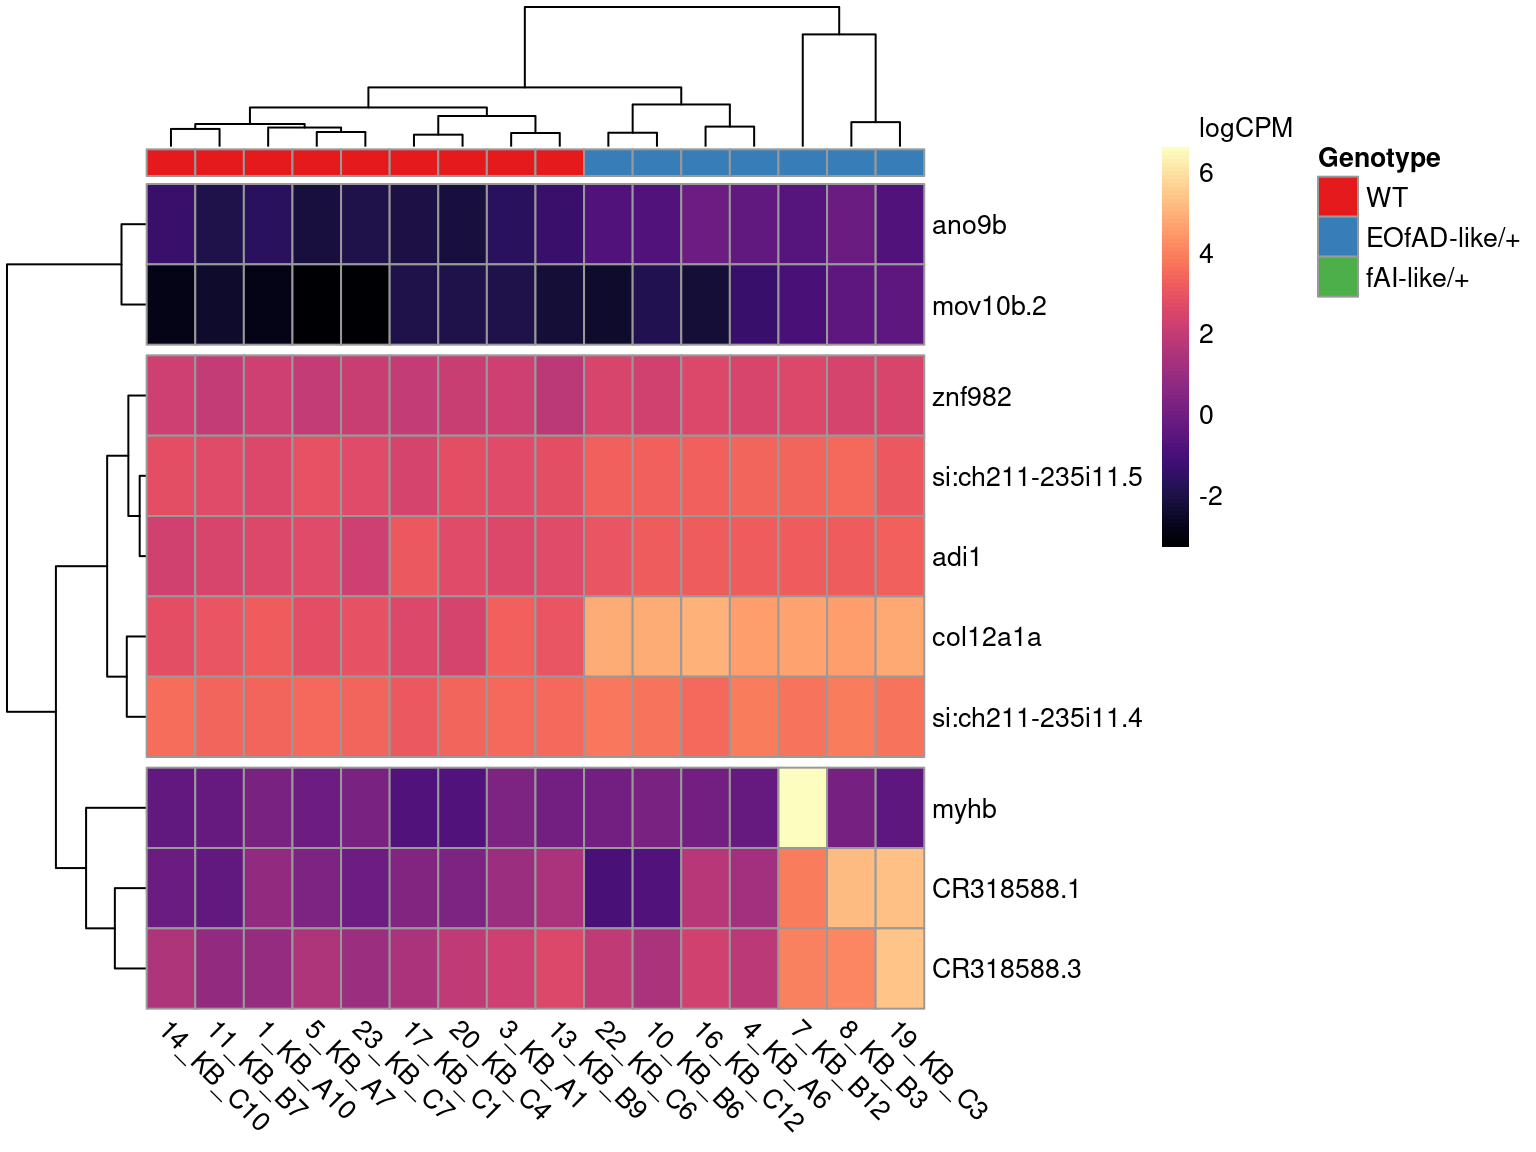 logCPM
6
4
2
0
-2
Genotype
WT
EOfAD-like/+
fAI-like/+
ano9b
mov10b.2
znf982
si:ch211-235i11.5
adi1
col12a1a
si:ch211-235i11.4
myhb
CR318588.1
CR318588.3
14_KB_C10
11_KB_B7
1_KB_A10
5_KB_A7
23_KB_C7
17_KB_C1
20_KB_C4
3_KB_A1
13_KB_B9
22_KB_C6
10_KB_B6
16_KB_C12
4_KB_A6
7_KB_B12
8_KB_B3
19_KB_C3